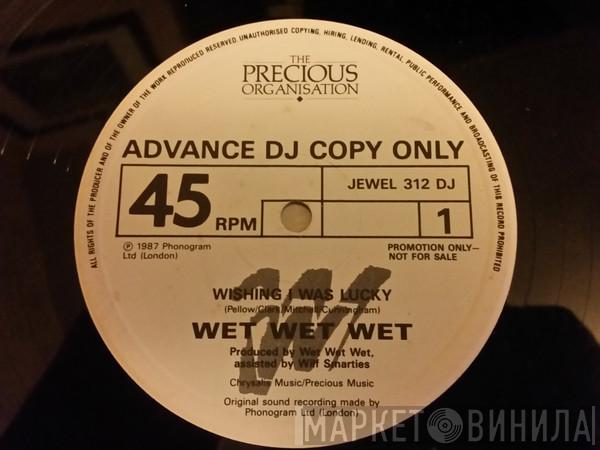 ALL RIGHTS OF THE PRODUCER AND OF THE OWNER OF THE WORK REPRODUCED RESERVED. UNAUTHORISED COPYING, HIRING, LENDING, RENTAL, PUBLIC PERFORMANCE AND BROADCASTING OF THIS RECORD PROHIBITED.
THE
PRECIOUS
ORGANISATION
ADVANCE DJ COPY ONLY
45 RPM
JEWEL 312 DJ
1
℗ 1987 Phonogram
Ltd (London)
PROMOTION ONLY—
NOT FOR SALE
WISHING I WAS LUCKY
(Pellow/Clark/Mitchell/Cunningham)
WET WET WET
Produced by Wet Wet Wet,
assisted by Wilf Smarties
Chrysalis Music/Precious Music
Original sound recording made by
Phonogram Ltd (London)
МАРКЕТ ВИНИЛА